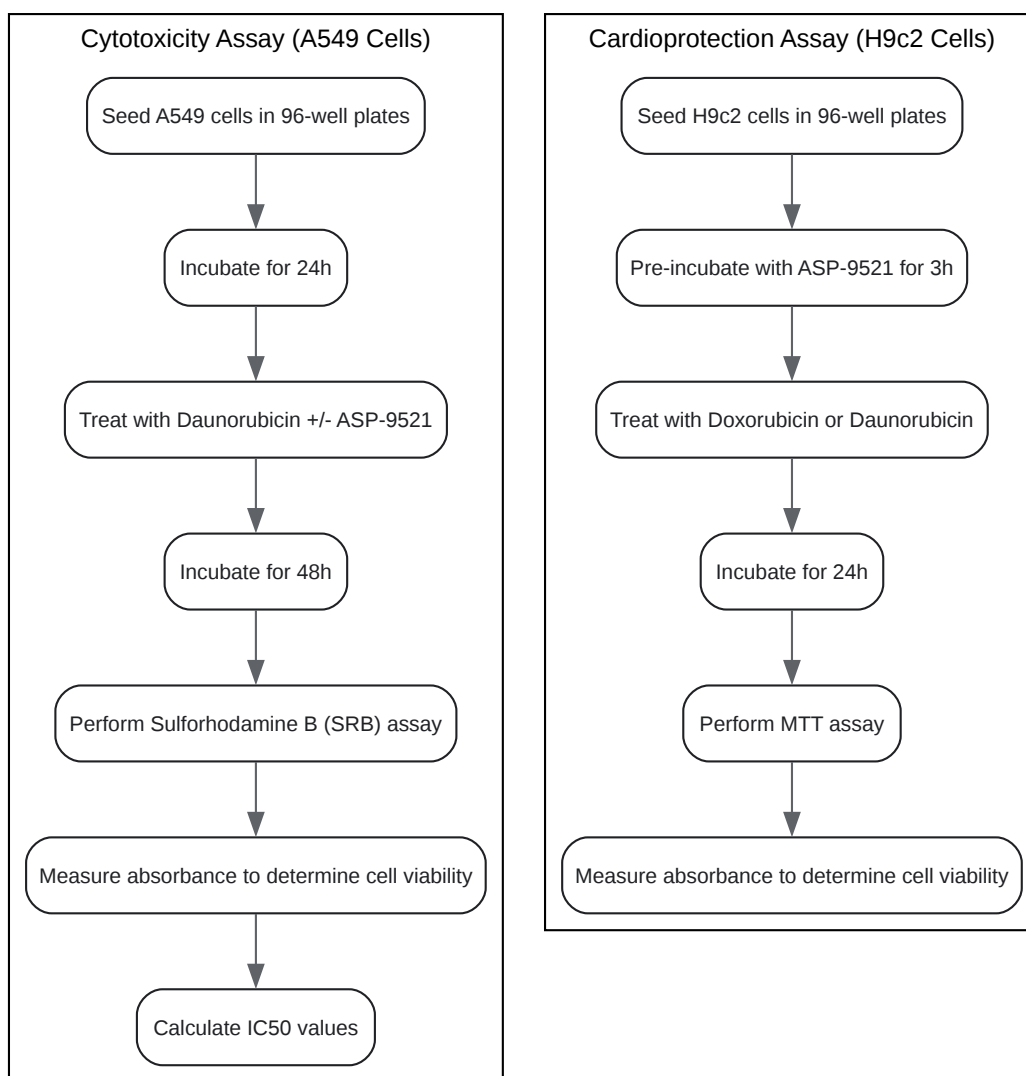 Cytotoxicity Assay (A549 Cells)
Seed A549 cells in 96-well plates
Incubate for 24h
Treat with Daunorubicin +/- ASP-9521
Incubate for 48h
Perform Sulforhodamine B (SRB) assay
Measure absorbance to determine cell viability
Calculate IC50 values
Cardioprotection Assay (H9c2 Cells)
Seed H9c2 cells in 96-well plates
Pre-incubate with ASP-9521 for 3h
Treat with Doxorubicin or Daunorubicin
Incubate for 24h
Perform MTT assay
Measure absorbance to determine cell viability